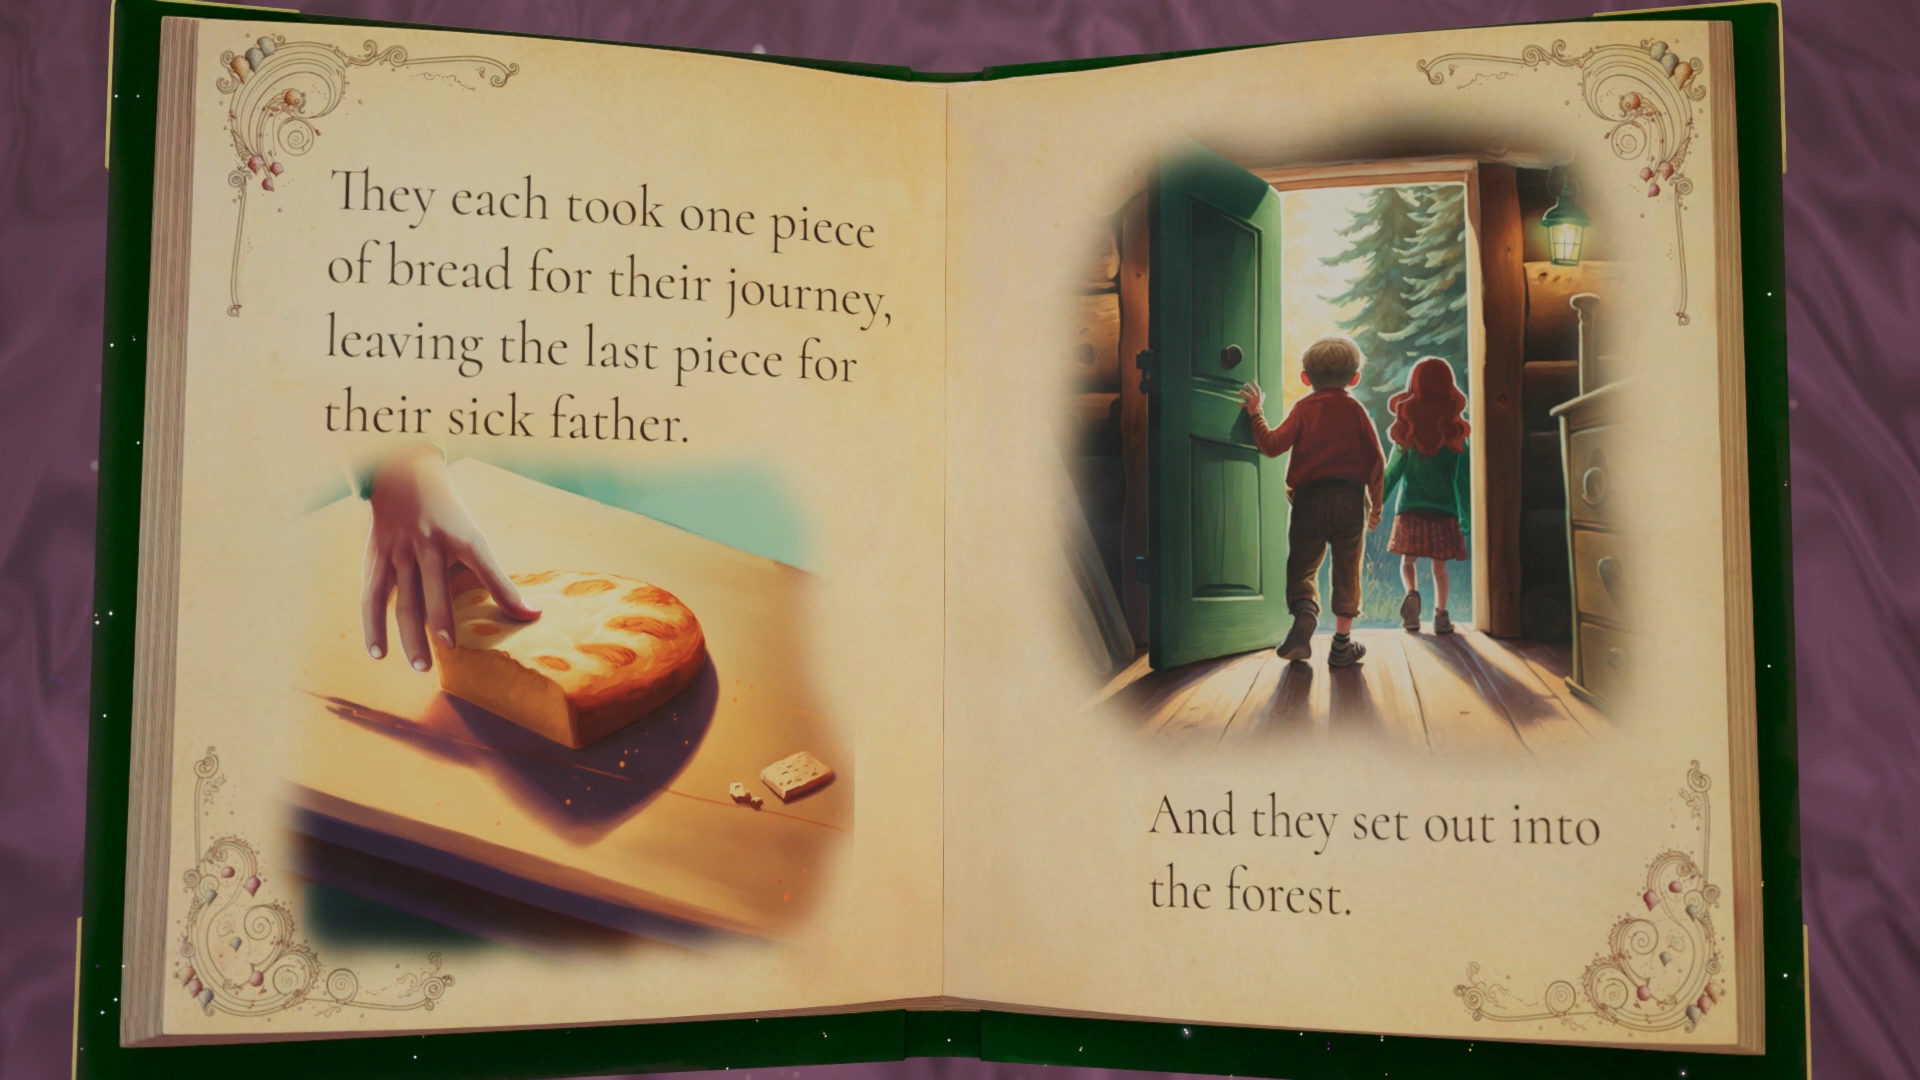 They each took one piece
of bread for their journey,
leaving the last piece for
their sick father.
And they set out into
the forest.